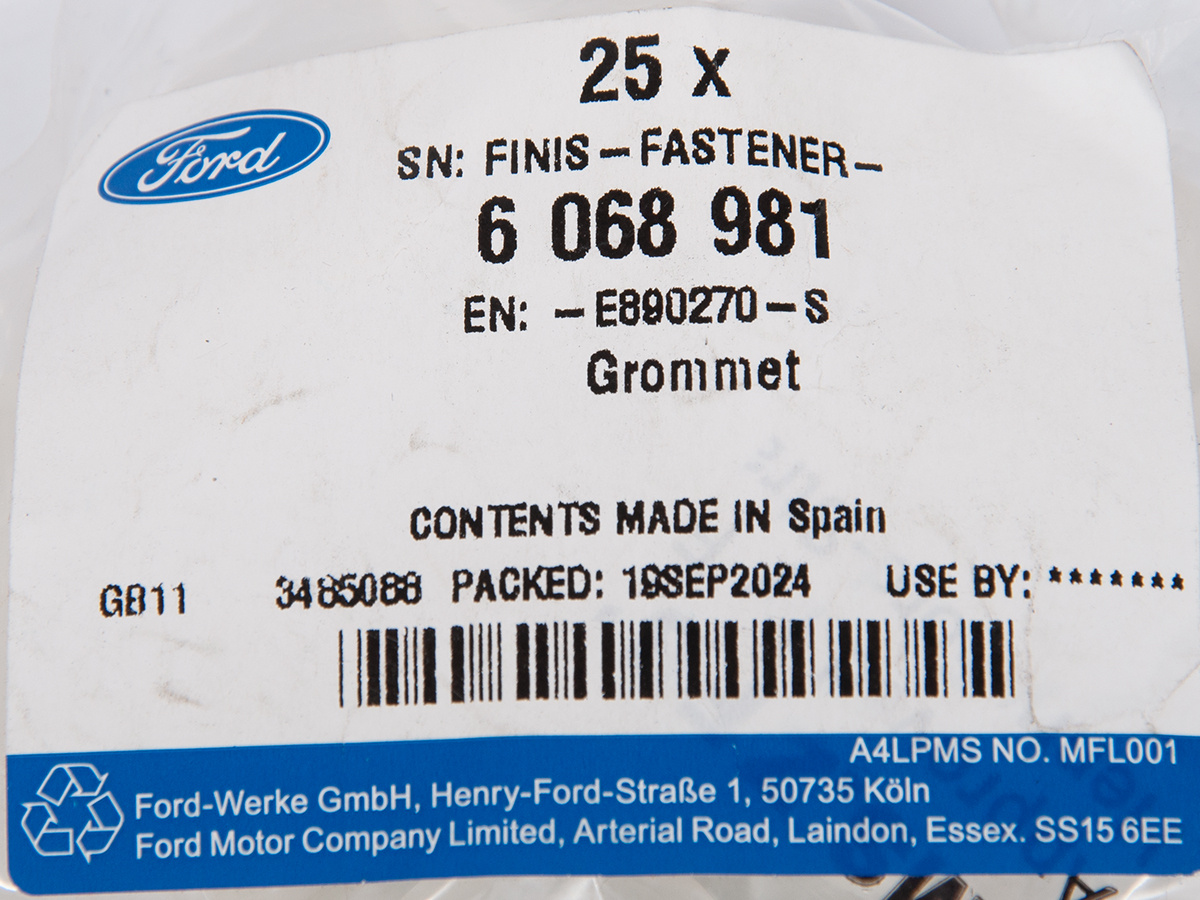 25 x
Ford
SN: FINIS-FASTENER-
6 068 981
EN: -E890270-S
Grommet
CONTENTS MADE IN Spain
GB11 3485088 PACKED: 19SEP2024 USE BY: *******
A4LPMS NO. MFL001
Ford-Werke GmbH, Henry-Ford-Straße 1, 50735 Köln
Ford Motor Company Limited, Arterial Road, Laindon, Essex. SS15 6EE